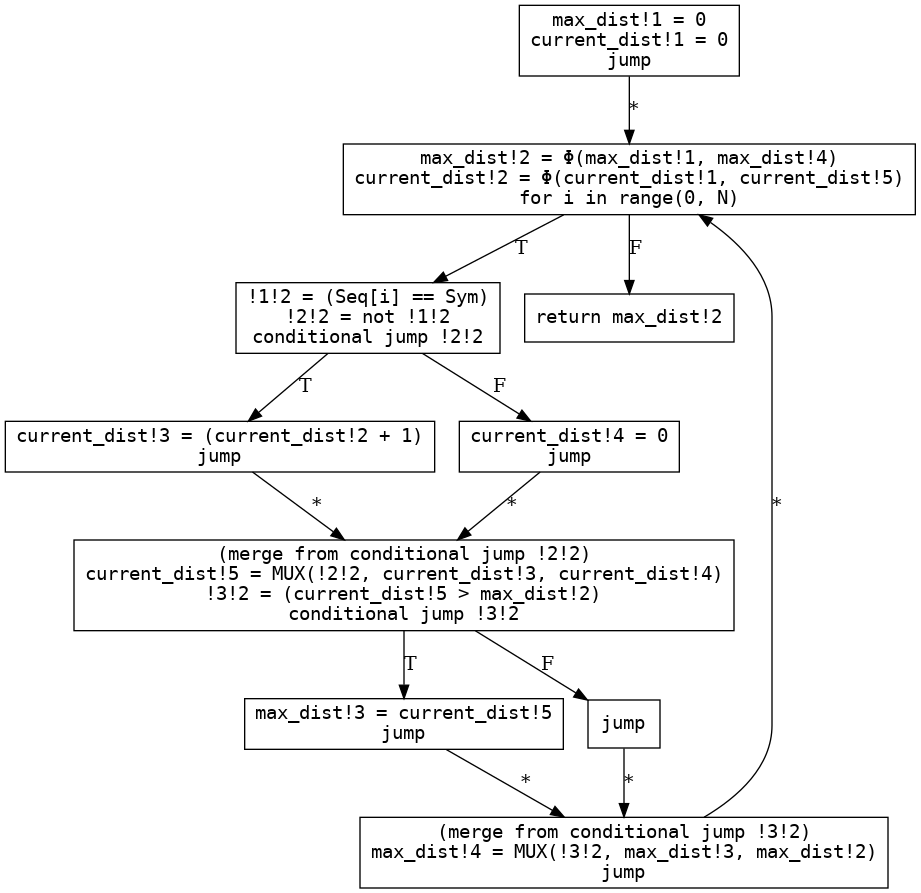 max_dist!1 = 0
current_dist!1 = 0
jump
*
max_dist!2 = Φ(max_dist!1, max_dist!4)
current_dist!2 = Φ(current_dist!1, current_dist!5)
for i in range(0, N)
T
F
!1!2 = (Seq[i] == Sym)
!2!2 = not !1!2
conditional jump !2!2
return max_dist!2
T
F
current_dist!3 = (current_dist!2 + 1)
jump
current_dist!4 = 0
jump
*
*
*
(merge from conditional jump !2!2)
current_dist!5 = MUX(!2!2, current_dist!3, current_dist!4)
!3!2 = (current_dist!5 > max_dist!2)
conditional jump !3!2
T
F
max_dist!3 = current_dist!5
jump
jump
*
*
(merge from conditional jump !3!2)
max_dist!4 = MUX(!3!2, max_dist!3, max_dist!2)
jump